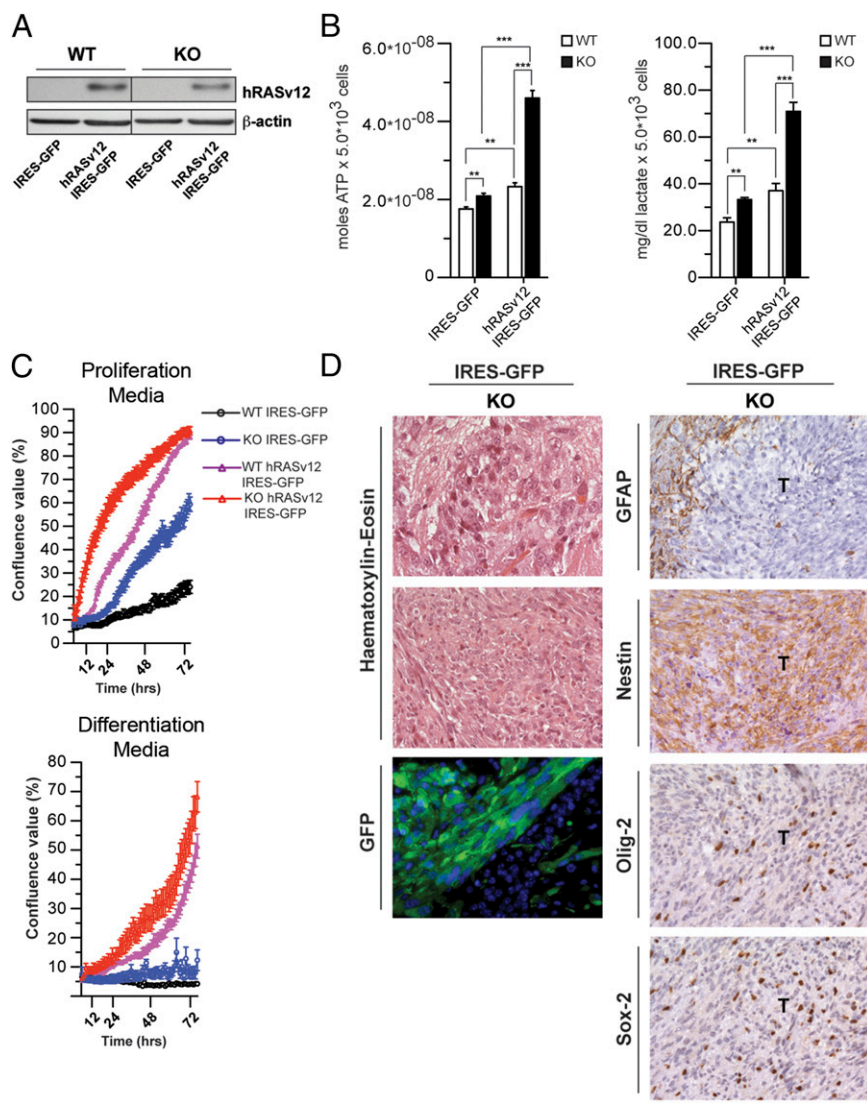 A
WT
KO
hRASv12
β-actin
IRES-GFP
hRASv12
IRES-GFP
IRES-GFP
hRASv12
IRES-GFP
B
moles ATP x 5.0*10³ cells
6.0*10-08
4.0*10-08
2.0*10-08
0
***
***
**
**
WT
KO
IRES-GFP
hRASv12
IRES-GFP
mg/dl lactate x 5.0*10³ cells
100.0
80.0
60.0
40.0
20.0
0
***
***
**
**
WT
KO
IRES-GFP
hRASv12
IRES-GFP
C
Proliferation
Media
Confluence value (%)
100
90
80
70
60
50
40
30
20
10
0
12
24
48
72
Time (hrs)
WT IRES-GFP
KO IRES-GFP
WT hRASv12
IRES-GFP
KO hRASv12
IRES-GFP
Differentiation
Media
Confluence value (%)
80
70
60
50
40
30
20
10
12
24
48
72
Time (hrs)
D
IRES-GFP
KO
Haematoxylin-Eosin
GFP
IRES-GFP
KO
GFAP
T
Nestin
T
Olig-2
T
Sox-2
T